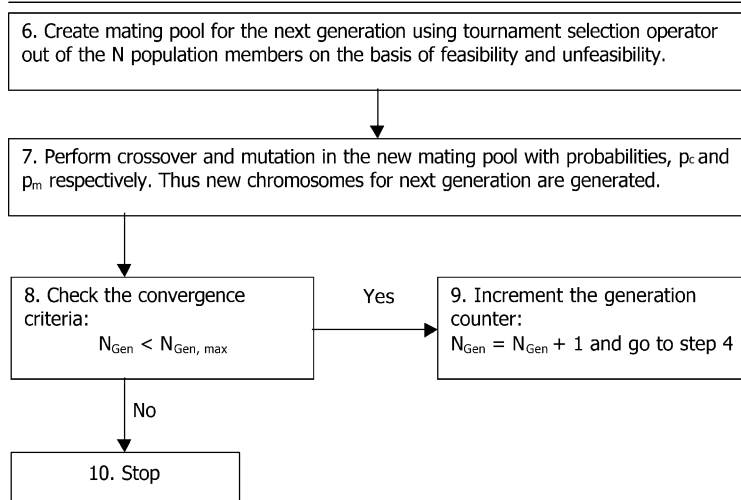 6. Create mating pool for the next generation using tournament selection operator
out of the N population members on the basis of feasibility and unfeasibility.
7. Perform crossover and mutation in the new mating pool with probabilities, pc and
pm respectively. Thus new chromosomes for next generation are generated.
8. Check the convergence
criteria:
NGen < NGen, max
Yes
9. Increment the generation
counter:
NGen = NGen + 1 and go to step 4
No
10. Stop